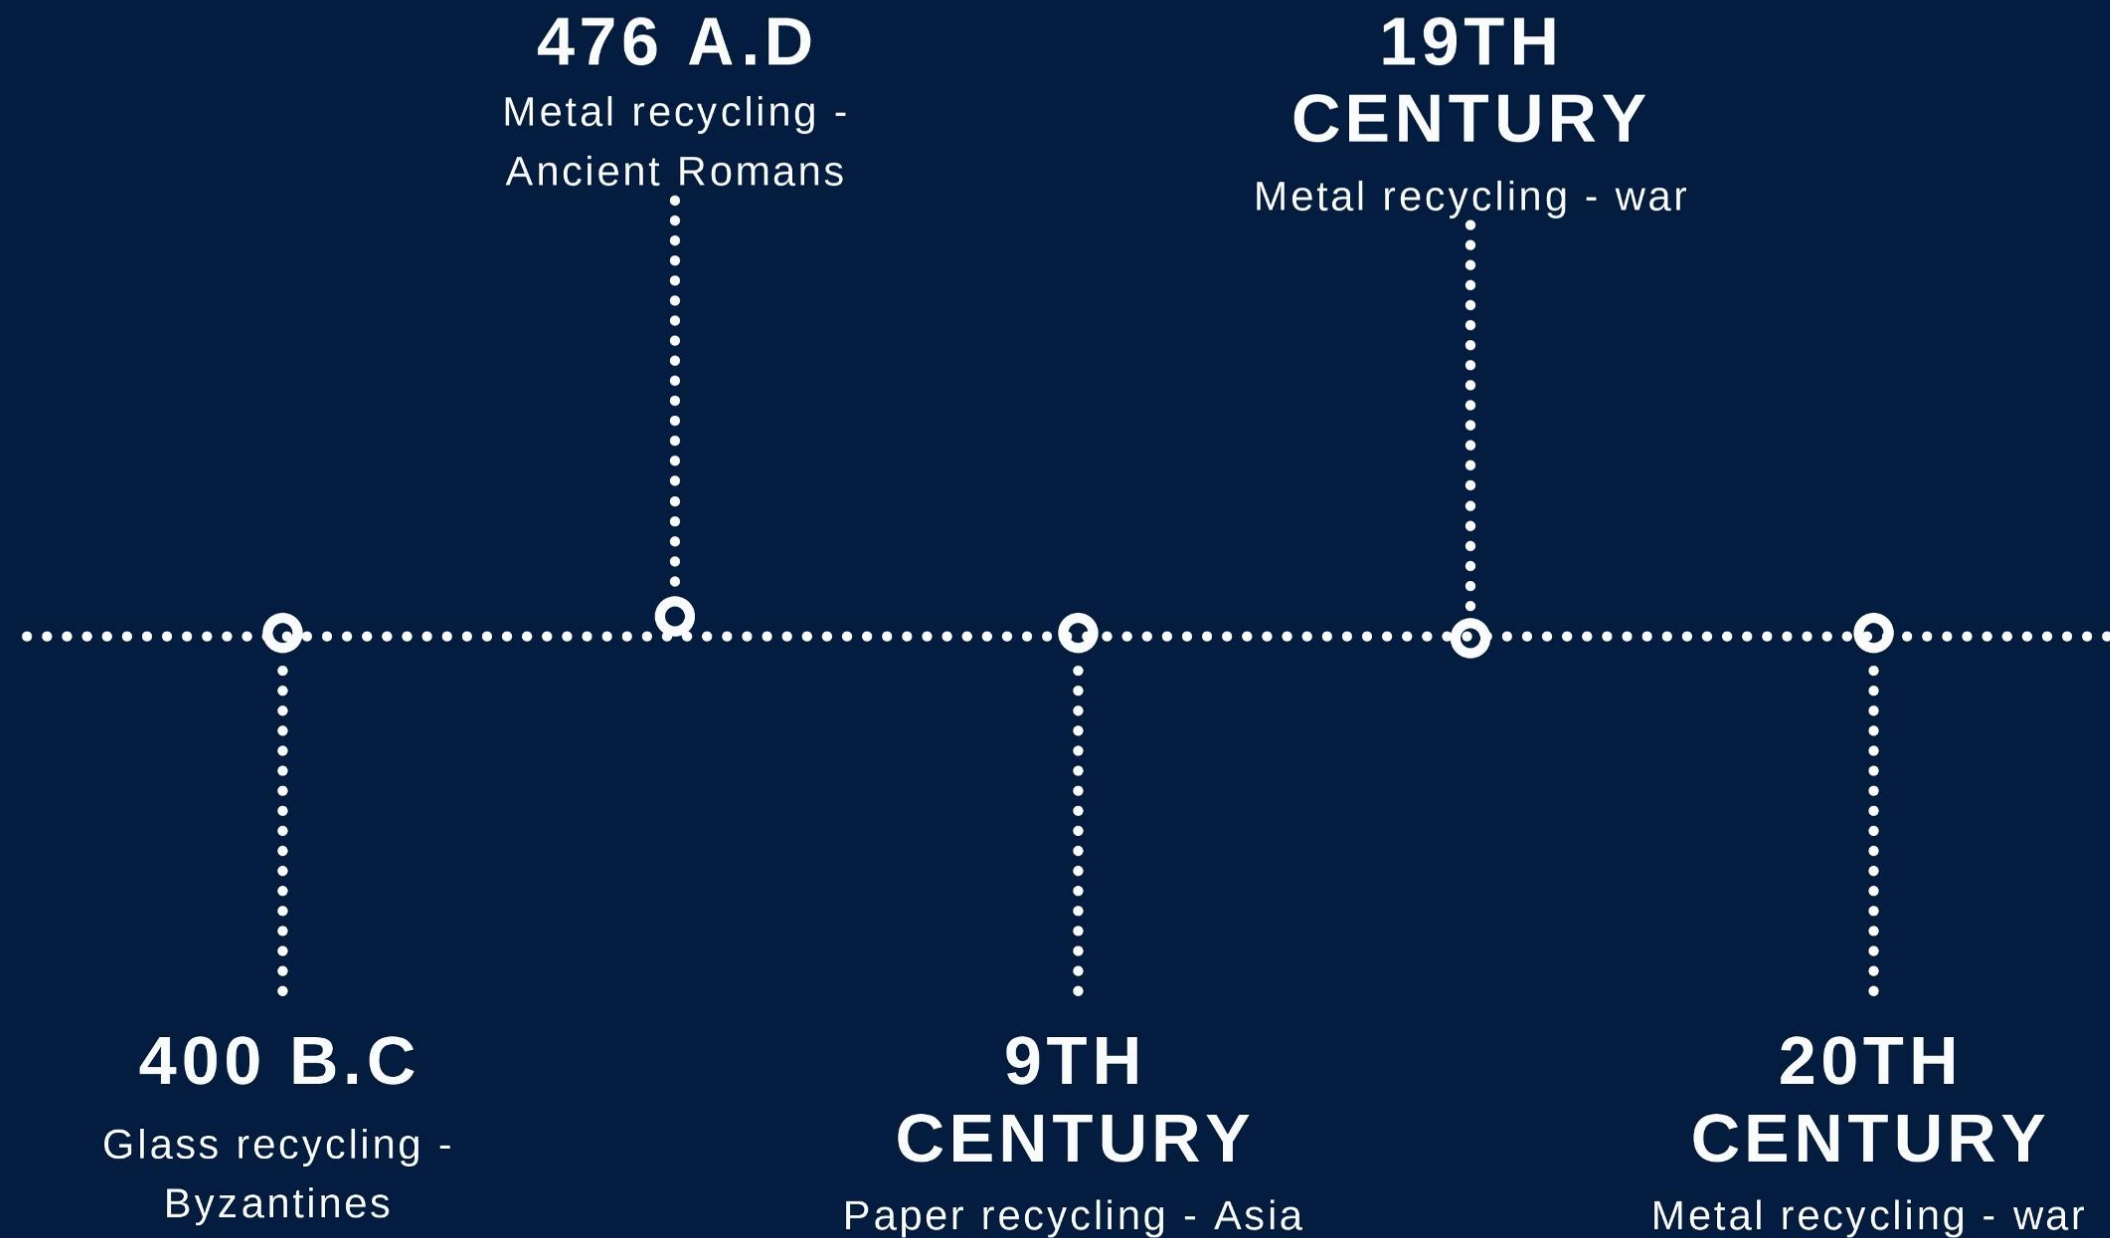 476 A.D
Metal recycling -
Ancient Romans
19TH
CENTURY
Metal recycling - war
400 B.C
Glass recycling -
Byzantines
9TH
CENTURY
Paper recycling - Asia
20TH
CENTURY
Metal recycling - war